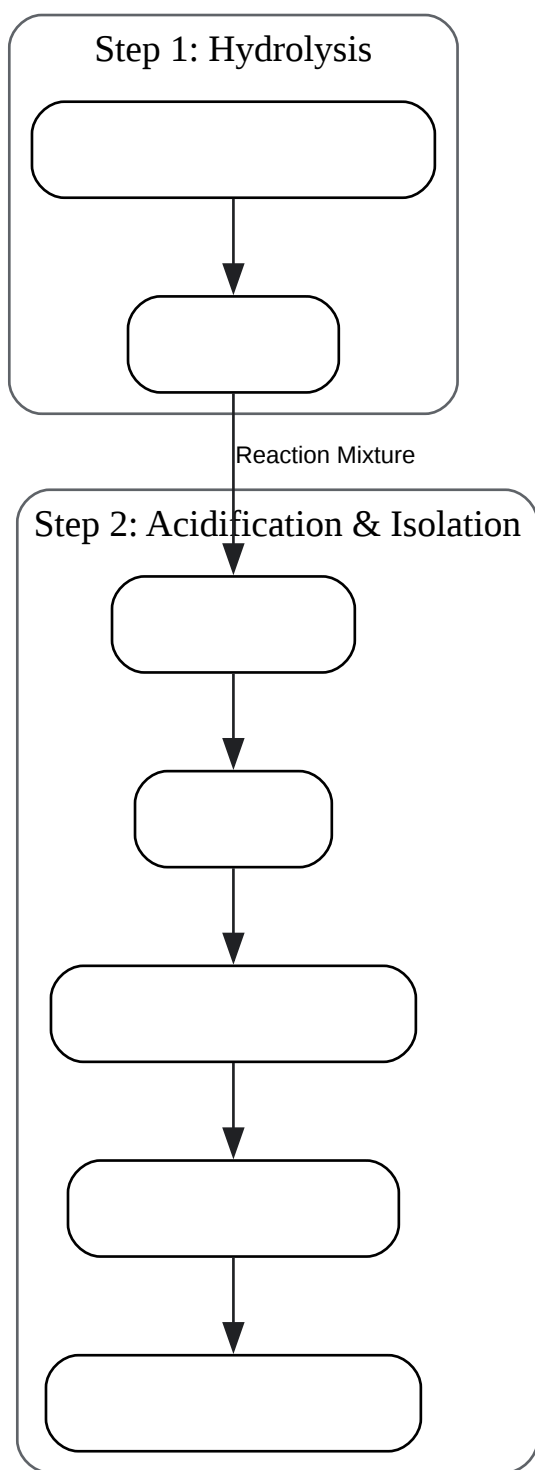 Step 1: Hydrolysis
Reaction Mixture
Step 2: Acidification & Isolation